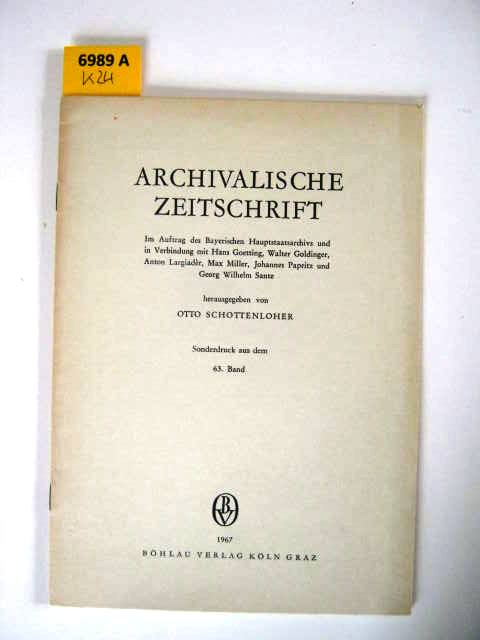 6989 A
K24
ARCHIVALISCHE
ZEITSCHRIFT
Im Auftrag des Bayerischen Hauptstaatsarchivs und
in Verbindung mit Hans Goetting, Walter Goldinger,
Anton Largiadèr, Max Miller, Johannes Papritz und
Georg Wilhelm Sante
herausgegeben von
OTTO SCHOTTENLOHER
Sonderdruck aus dem
63. Band
BV
1967
BÖHLAU VERLAG KÖLN GRAZ